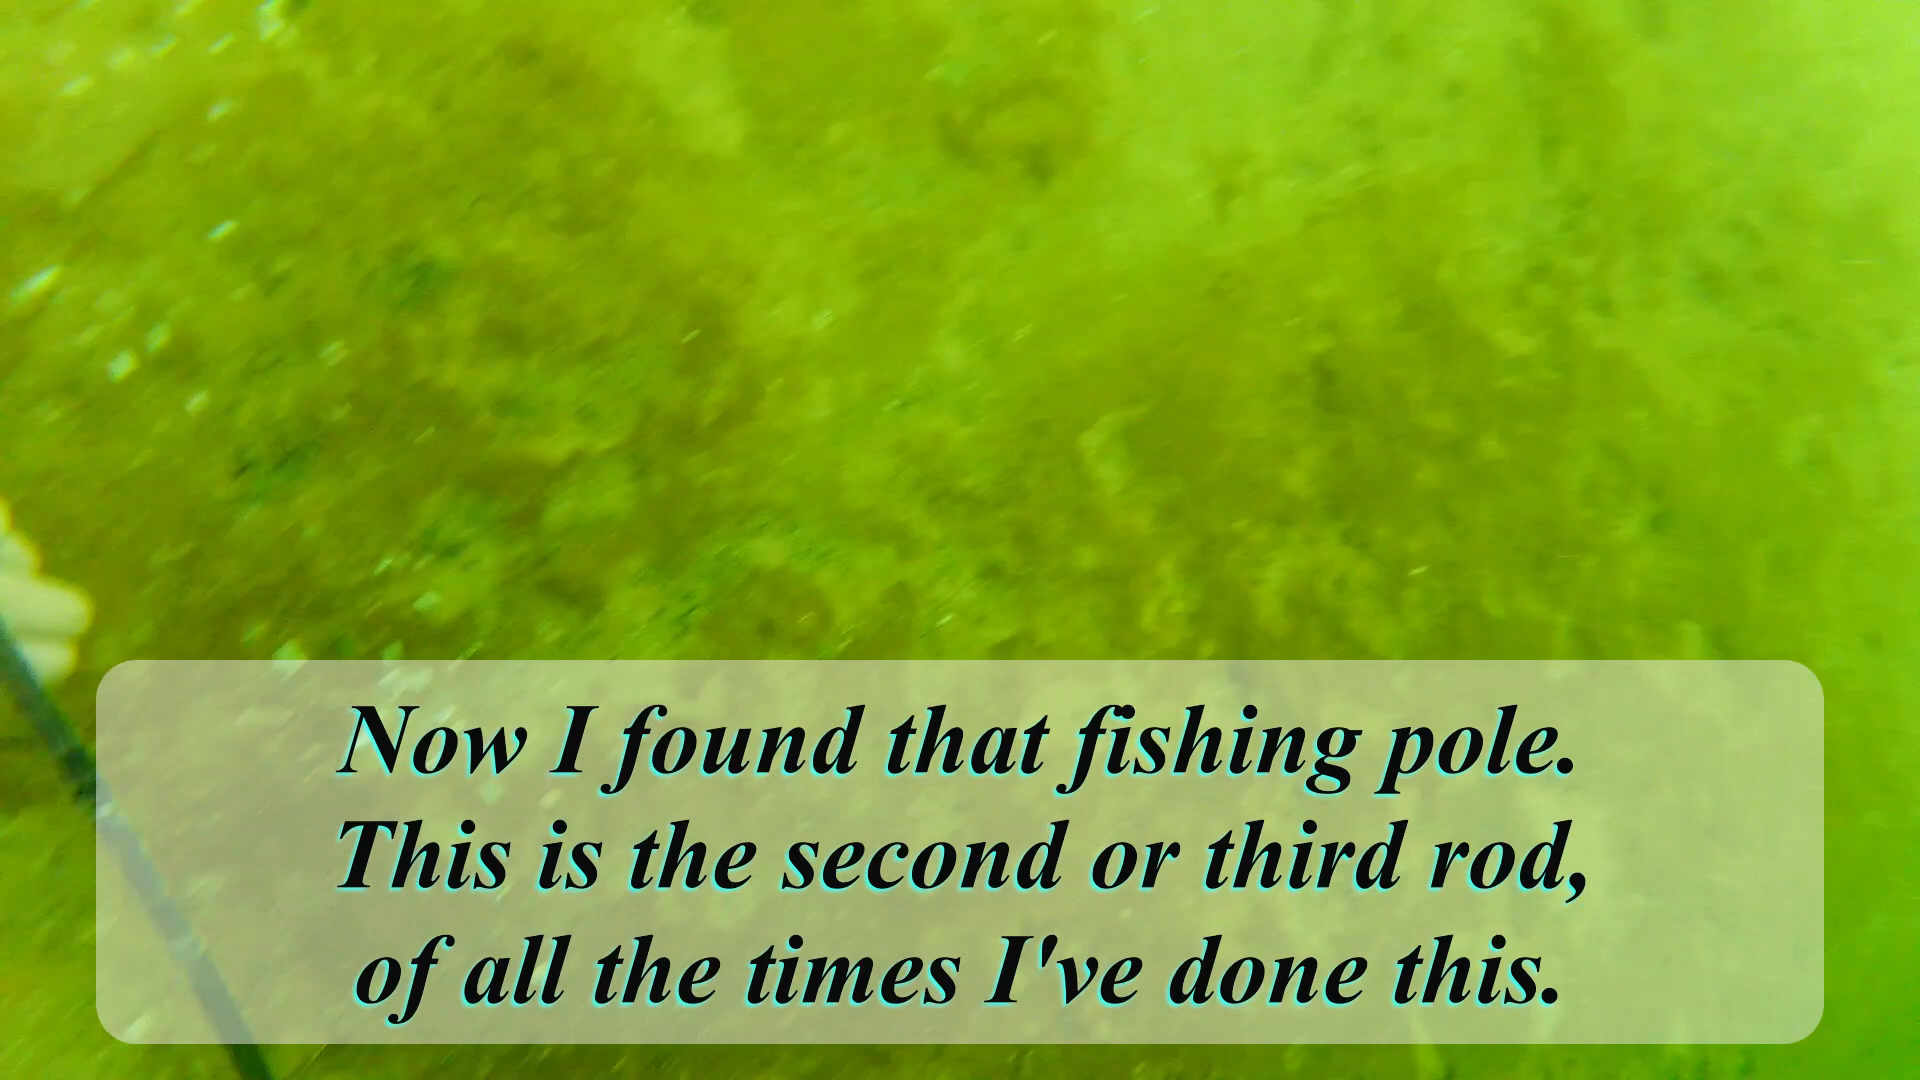 Now I found that fishing pole.
This is the second or third rod,
of all the times I've done this.